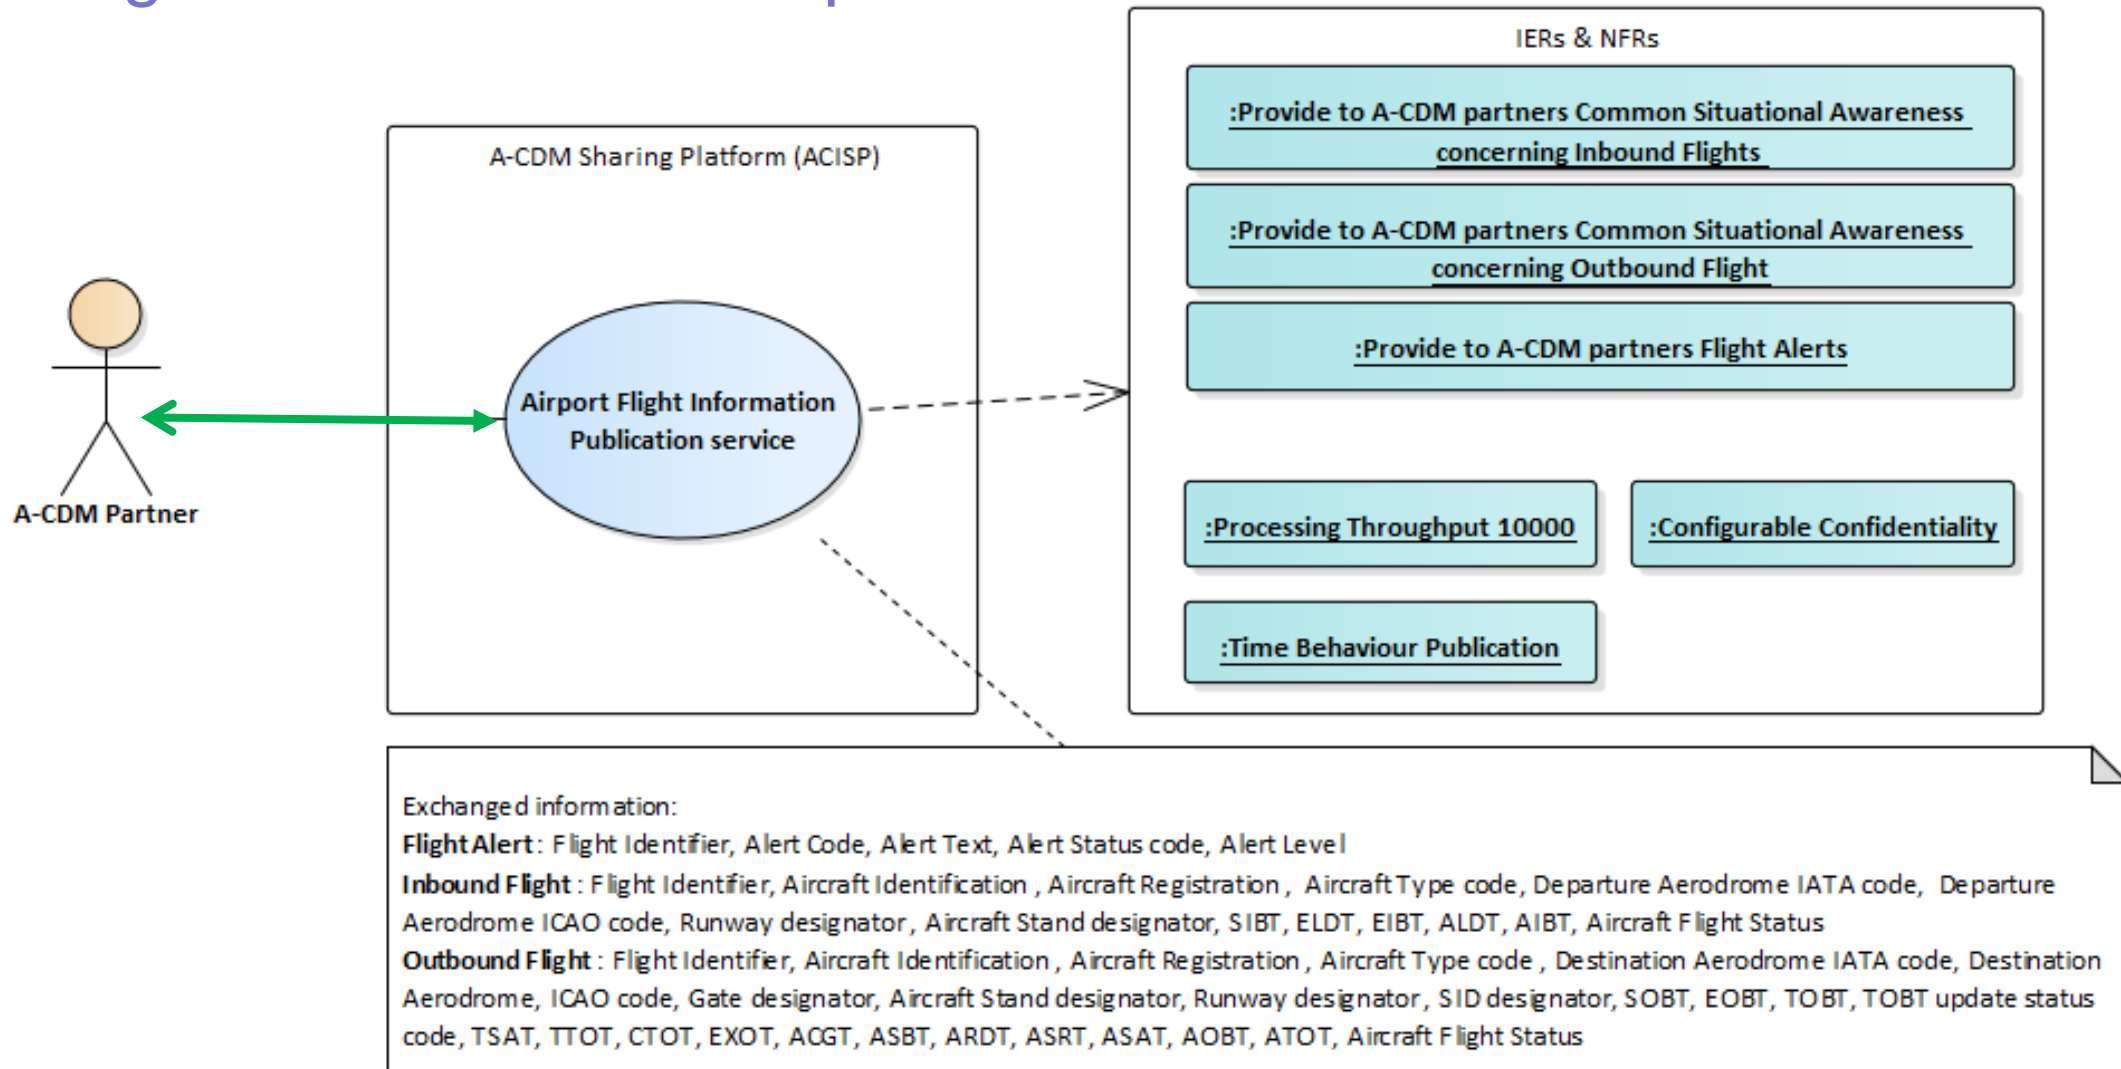 IERs & NFRs
:Provide to A-CDM partners Common Situational Awareness
concerning Inbound Flights
:Provide to A-CDM partners Common Situational Awareness
concerning Outbound Flight
:Provide to A-CDM partners Flight Alerts
:Processing Throughput 10000
:Configurable Confidentiality
:Time Behaviour Publication
A-CDM Sharing Platform (ACISP)
Airport Flight Information
Publication service
A-CDM Partner
Exchanged information:
Flight Alert : Flight Identifier, Alert Code, Alert Text, Alert Status code, Alert Level
Inbound Flight : Flight Identifier, Aircraft Identification , Aircraft Registration , Aircraft Type code, Departure Aerodrome IATA code, Departure
Aerodrome ICAO code, Runway designator , Aircraft Stand designator, SIBT, ELDT, EIBT, ALDT, AIBT, Aircraft Flight Status
Outbound Flight : Flight Identifier, Aircraft Identification , Aircraft Registration , Aircraft Type code , Destination Aerodrome IATA code, Destination
Aerodrome, ICAO code, Gate designator, Aircraft Stand designator, Runway designator , SID designator, SOBT, EOBT, TOBT, TOBT update status
code, TSAT, TTOT, CTOT, EXOT, ACGT, ASBT, ARDT, ASRT, ASAT, AOBT, ATOT, Aircraft Flight Status